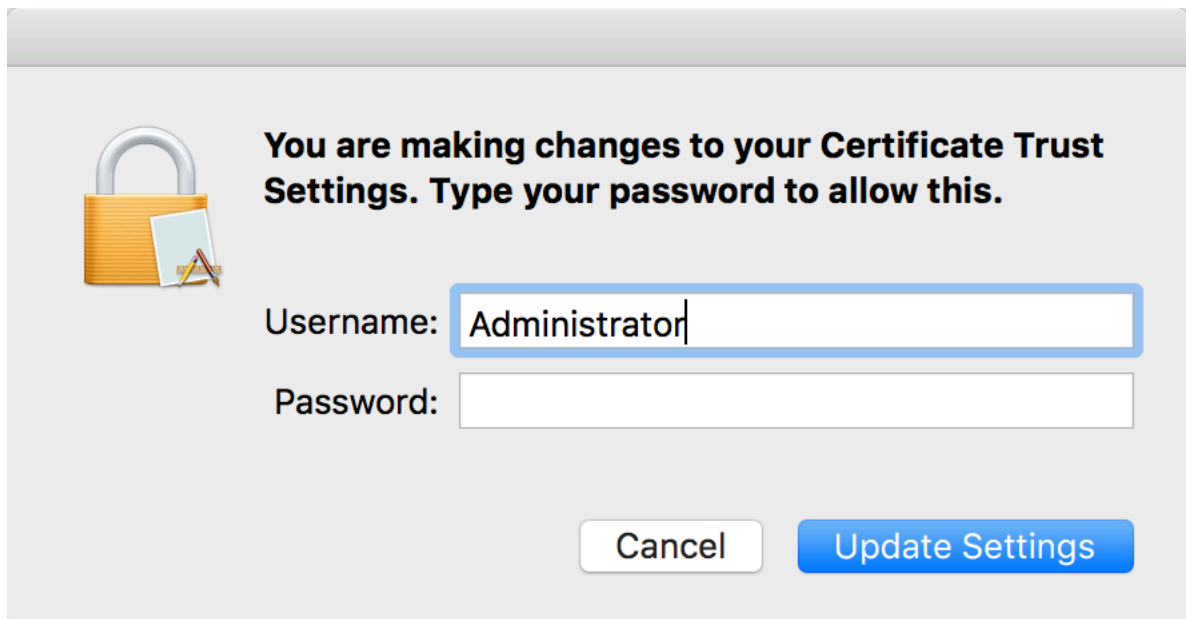 You are making changes to your Certificate Trust
Settings. Type your password to allow this.
Username: Administrator
Password:
Cancel Update Settings